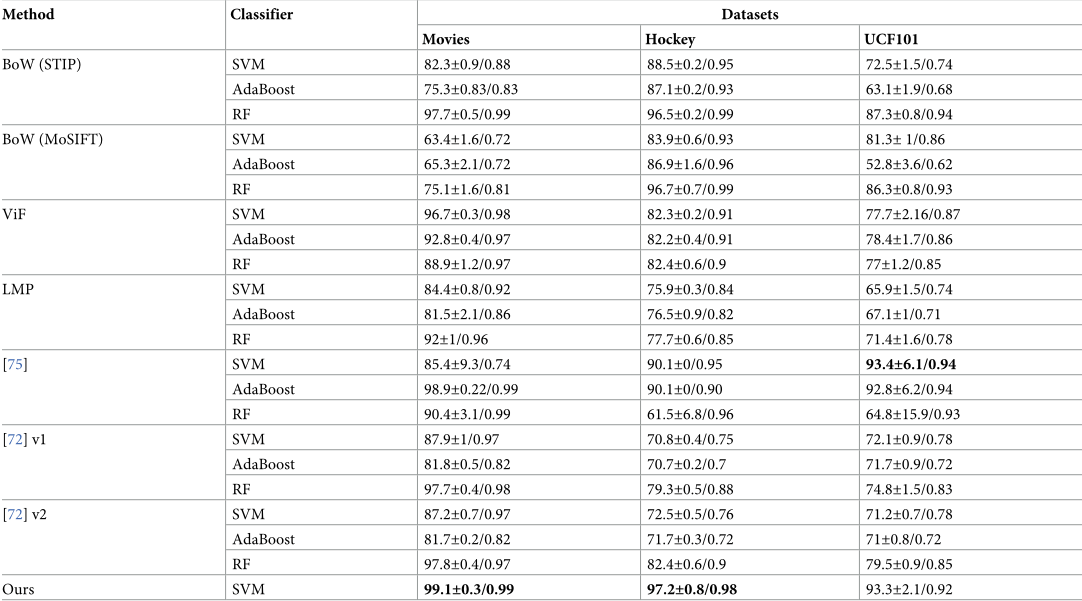 Method Classifier Datasets
Movies Hockey UCF101
BoW (STIP) SVM 82.3±0.9/0.88 88.5±0.2/0.95 72.5±1.5/0.74
AdaBoost 75.3±0.83/0.83 87.1±0.2/0.93 63.1±1.9/0.68
RF 97.7±0.5/0.99 96.5±0.2/0.99 87.3±0.8/0.94
BoW (MoSIFT) SVM 63.4±1.6/0.72 83.9±0.6/0.93 81.3± 1/0.86
AdaBoost 65.3±2.1/0.72 86.9±1.6/0.96 52.8±3.6/0.62
RF 75.1±1.6/0.81 96.7±0.7/0.99 86.3±0.8/0.93
ViF SVM 96.7±0.3/0.98 82.3±0.2/0.91 77.7±2.16/0.87
AdaBoost 92.8±0.4/0.97 82.2±0.4/0.91 78.4±1.7/0.86
RF 88.9±1.2/0.97 82.4±0.6/0.9 77±1.2/0.85
LMP SVM 84.4±0.8/0.92 75.9±0.3/0.84 65.9±1.5/0.74
AdaBoost 81.5±2.1/0.86 76.5±0.9/0.82 67.1±1/0.71
RF 92±1/0.96 77.7±0.6/0.85 71.4±1.6/0.78
[75] SVM 85.4±9.3/0.74 90.1±0/0.95 93.4±6.1/0.94
AdaBoost 98.9±0.22/0.99 90.1±0/0.90 92.8±6.2/0.94
RF 90.4±3.1/0.99 61.5±6.8/0.96 64.8±15.9/0.93
[72] v1 SVM 87.9±1/0.97 70.8±0.4/0.75 72.1±0.9/0.78
AdaBoost 81.8±0.5/0.82 70.7±0.2/0.7 71.7±0.9/0.72
RF 97.7±0.4/0.98 79.3±0.5/0.88 74.8±1.5/0.83
[72] v2 SVM 87.2±0.7/0.97 72.5±0.5/0.76 71.2±0.7/0.78
AdaBoost 81.7±0.2/0.82 71.7±0.3/0.72 71±0.8/0.72
RF 97.8±0.4/0.97 82.4±0.6/0.9 79.5±0.9/0.85
Ours SVM 99.1±0.3/0.99 97.2±0.8/0.98 93.3±2.1/0.92